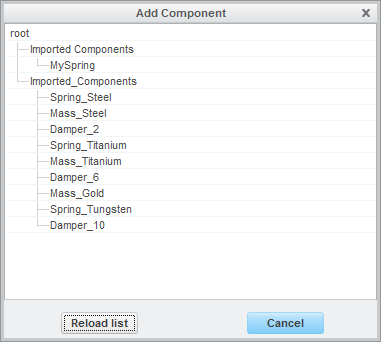 Add Component X
root
Imported Components
MySpring
Imported_Components
Spring_Steel
Mass_Steel
Damper_2
Spring_Titanium
Mass_Titanium
Damper_6
Mass_Gold
Spring_Tungsten
Damper_10
Reload list Cancel